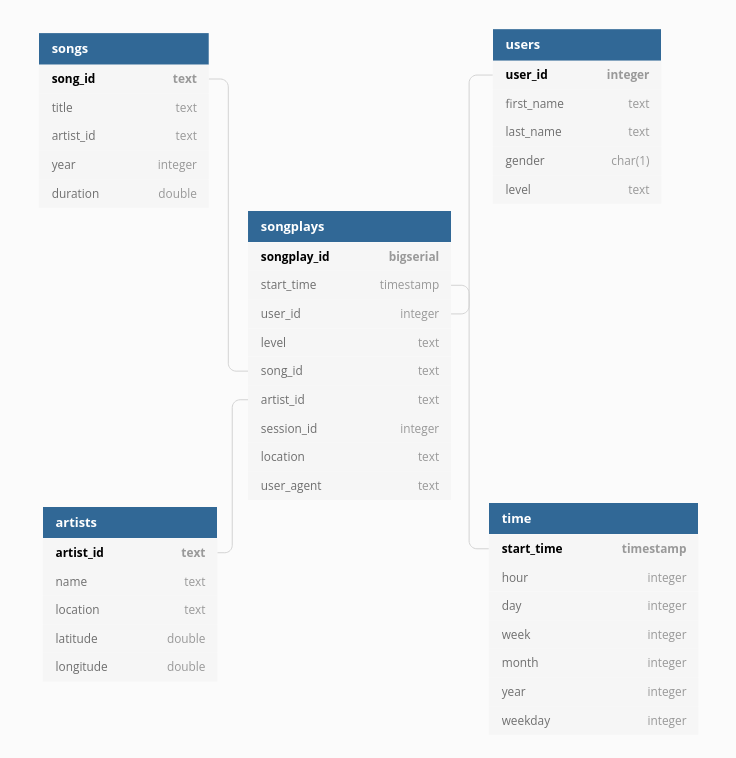 songs
song_id text
title text
artist_id text
year integer
duration double
users
user_id integer
first_name text
last_name text
gender char(1)
level text
songplays
songplay_id bigserial
start_time timestamp
user_id integer
level text
song_id text
artist_id text
session_id integer
location text
user_agent text
artists
artist_id text
name text
location text
latitude double
longitude double
time
start_time timestamp
hour integer
day integer
week integer
month integer
year integer
weekday integer